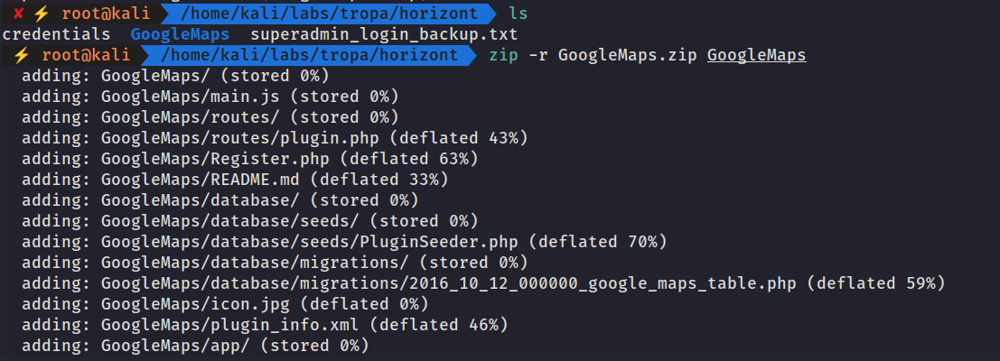 ✘ ⚡ root@kali /home/kali/labs/tropa/horizont ls
credentials GoogleMaps superadmin_login_backup.txt
⚡ root@kali /home/kali/labs/tropa/horizont zip -r GoogleMaps.zip GoogleMaps
adding: GoogleMaps/ (stored 0%)
adding: GoogleMaps/main.js (stored 0%)
adding: GoogleMaps/routes/ (stored 0%)
adding: GoogleMaps/routes/plugin.php (deflated 43%)
adding: GoogleMaps/Register.php (deflated 63%)
adding: GoogleMaps/README.md (deflated 33%)
adding: GoogleMaps/database/ (stored 0%)
adding: GoogleMaps/database/seeds/ (stored 0%)
adding: GoogleMaps/database/seeds/PluginSeeder.php (deflated 70%)
adding: GoogleMaps/database/migrations/ (stored 0%)
adding: GoogleMaps/database/migrations/2016_10_12_000000_google_maps_table.php (deflated 59%)
adding: GoogleMaps/icon.jpg (deflated 0%)
adding: GoogleMaps/plugin_info.xml (deflated 46%)
adding: GoogleMaps/app/ (stored 0%)